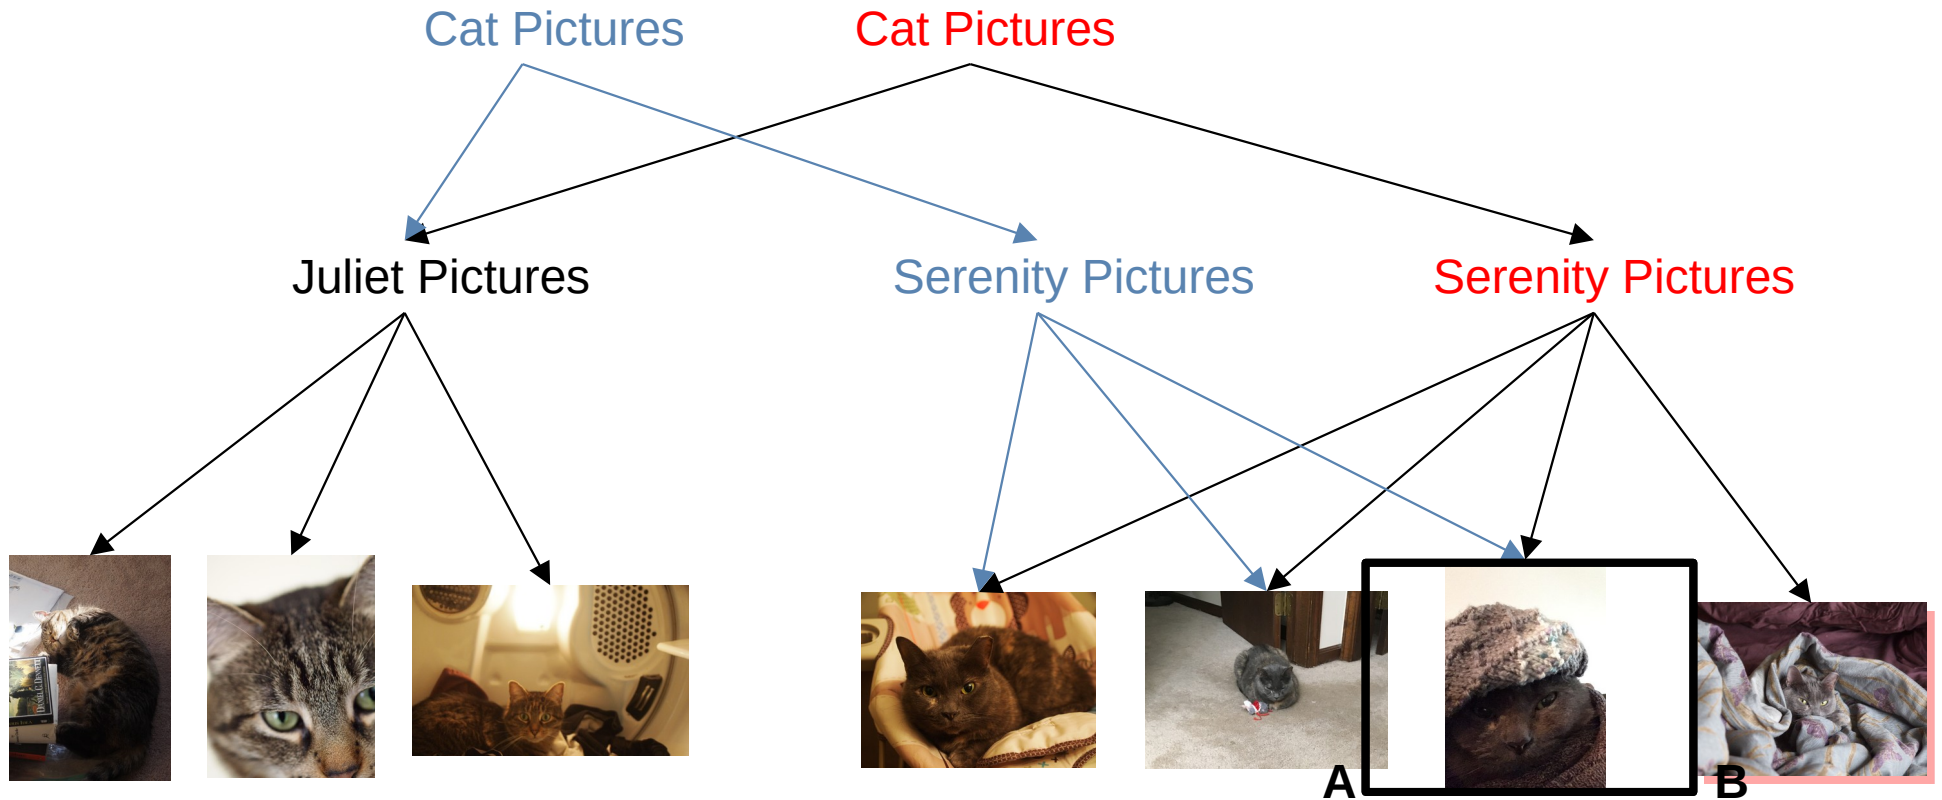 Cat Pictures
Cat Pictures
Juliet Pictures
Serenity Pictures
Serenity Pictures
A
B